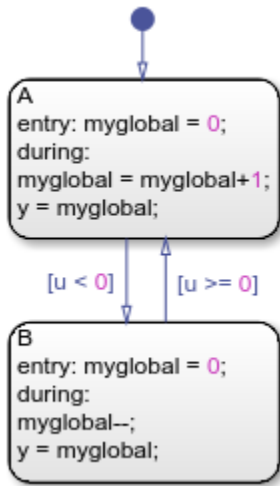 A
entry: myglobal = 0;
during:
myglobal = myglobal+1;
y = myglobal;
[u < 0]
[u >= 0]
B
entry: myglobal = 0;
during:
myglobal--;
y = myglobal;